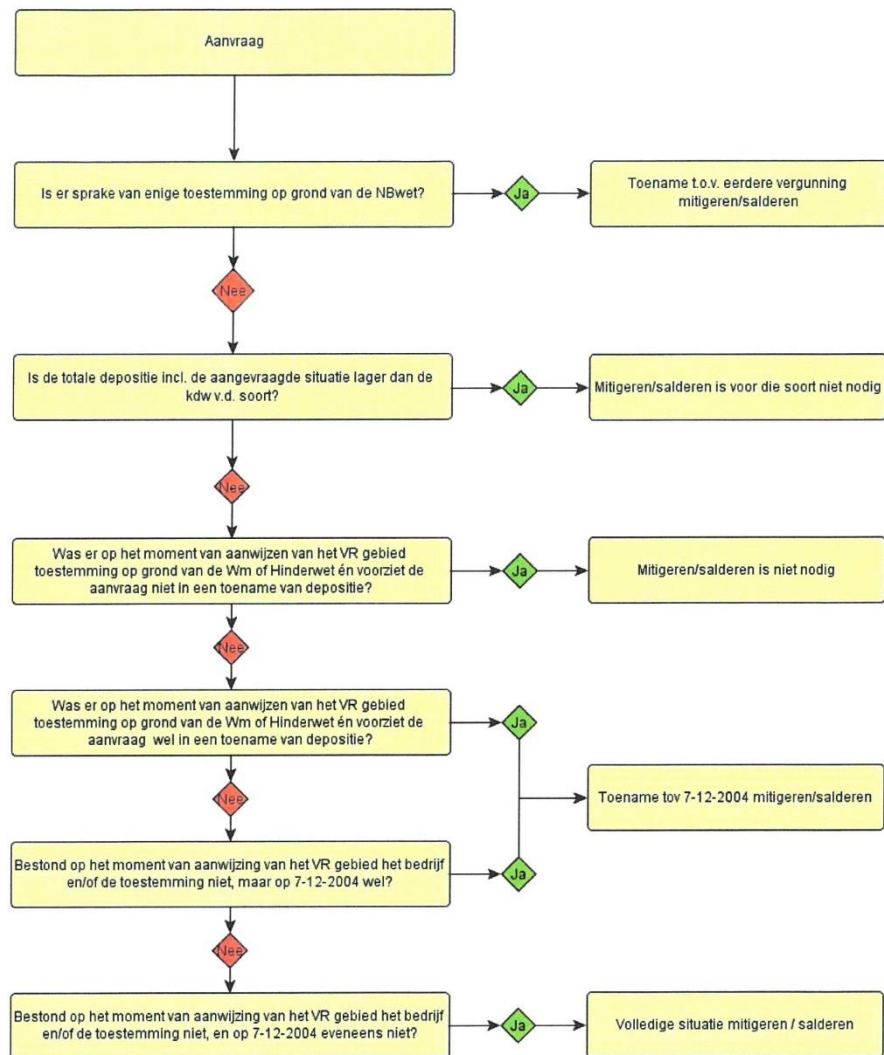 Aanvraag
Is er sprake van enige toestemming op grond van de NBwet?
Ja
Toename t.o.v. eerdere vergunning
mitigeren/salderen
Nee
Is de totale depositie incl. de aangevraagde situatie lager dan de
kdw v.d. soort?
Ja
Mitigeren/salderen is voor die soort niet nodig
Nee
Was er op het moment van aanwijzen van het VR gebied
toestemming op grond van de Wm of Hinderwet én voorziet de
aanvraag niet in een toename van depositie?
Ja
Mitigeren/salderen is niet nodig
Nee
Was er op het moment van aanwijzen van het VR gebied
toestemming op grond van de Wm of Hinderwet én voorziet de
aanvraag wel in een toename van depositie?
Ja
Toename tov 7-12-2004 mitigeren/salderen
Nee
Bestond op het moment van aanwijzing van het VR gebied het bedrijf
en/of de toestemming niet, maar op 7-12-2004 wel?
Ja
Nee
Bestond op het moment van aanwijzing van het VR gebied het bedrijf
en/of de toestemming niet, en op 7-12-2004 eveneens niet?
Ja
Volledige situatie mitigeren / salderen